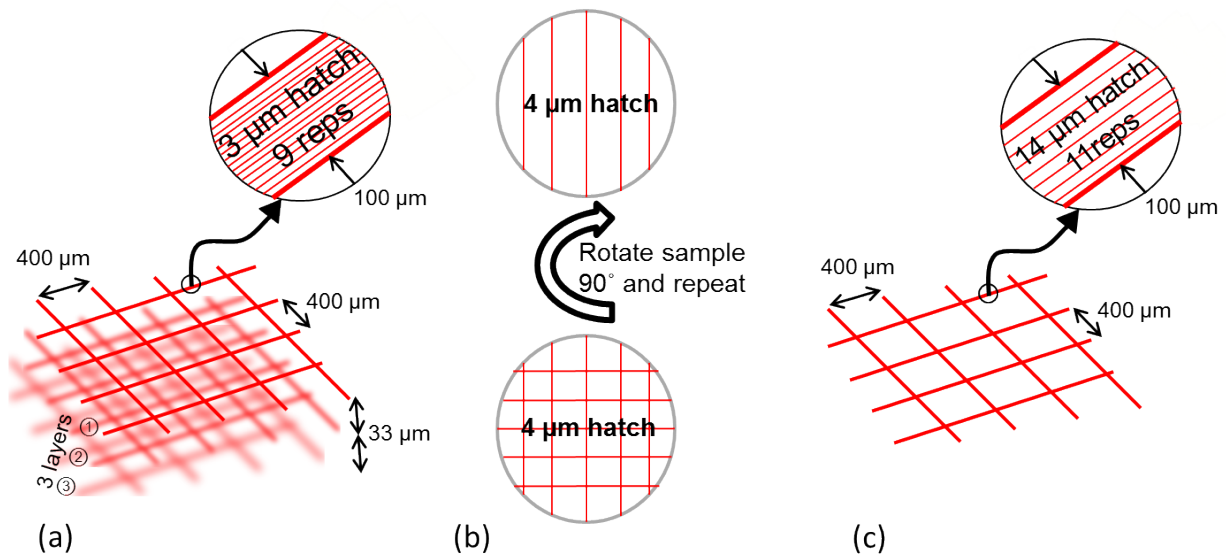 3 µm hatch
9 reps
100 µm
400 µm
400 µm
33 µm
3 layers
1
2
3
(a)
4 µm hatch
Rotate sample
90° and repeat
4 µm hatch
(b)
14 µm hatch
11reps
100 µm
400 µm
400 µm
(c)